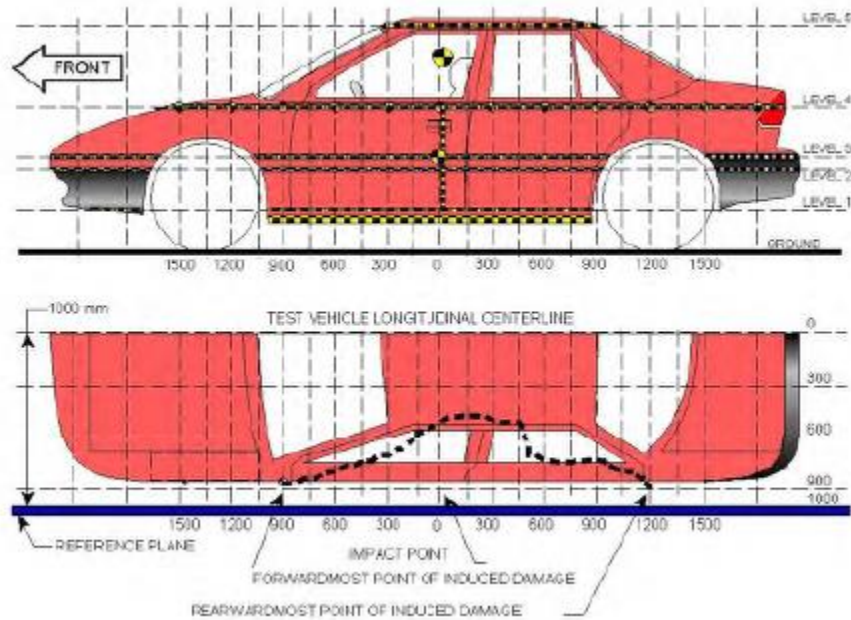 LEVEL 5
FRONT
LEVEL 4
LEVEL 3
LEVEL 2
LEVEL 1
GROUND
1500 1200 900 600 300 0 300 600 900 1200 1500
1000 mm
TEST VEHICLE LONGITUDINAL CENTERLINE
0
300
600
900
1000
1500 1200 900 600 300 0 300 600 900 1200 1500
REFERENCE PLANE
IMPACT POINT
FORWARDMOST POINT OF INDUCED DAMAGE
REARWARDMOST POINT OF INDUCED DAMAGE